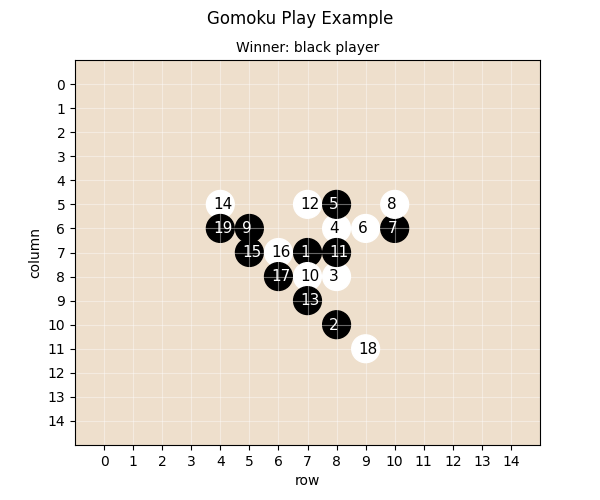 Gomoku Play Example
Winner: black player
0
1
2
3
4
5
6
7
8
9
10
11
12
13
14
column
14 12 5 8
19 9 4 6 7
15 16 1 11
17 10 3
13
2
18
0 1 2 3 4 5 6 7 8 9 10 11 12 13 14
row